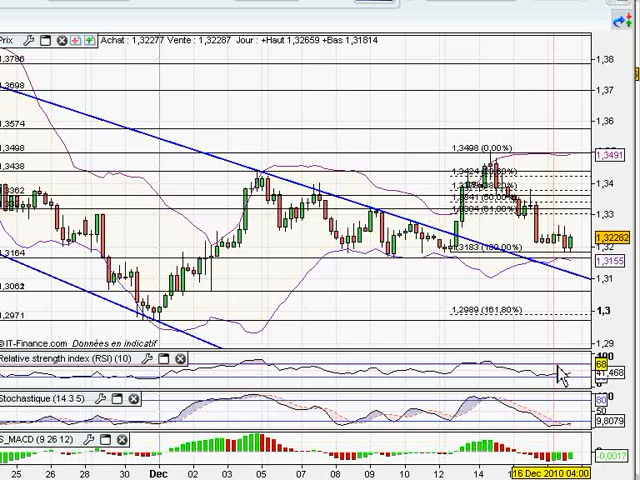 Prix Achat : 1,32277 Vente : 1,32287 Jour : +Haut 1,32659 +Bas 1,31814
1,3786 1,38
1,3698 1,37
1,3574 1,36
1,3498 1,3498 (0,00%) 1,3491
1,3438 1,34
1,3362 1,33
1,32282
1,3164 1,3183 (100,00%) 1,32
1,3155
1,31
1,3062
1,2971 1,2989 (161,80%) 1,3
© IT-Finance.com Données en indicatif 1,29
Relative strength index (RSI) (10) 100
68
41,468
Stochastique (14 3 5) 80
50
9,8079
S_MACD (9 26 12)
-0,0017
25 26 28 30 Dec 02 03 05 07 08 09 10 12 14 16 Dec 2010 04:00